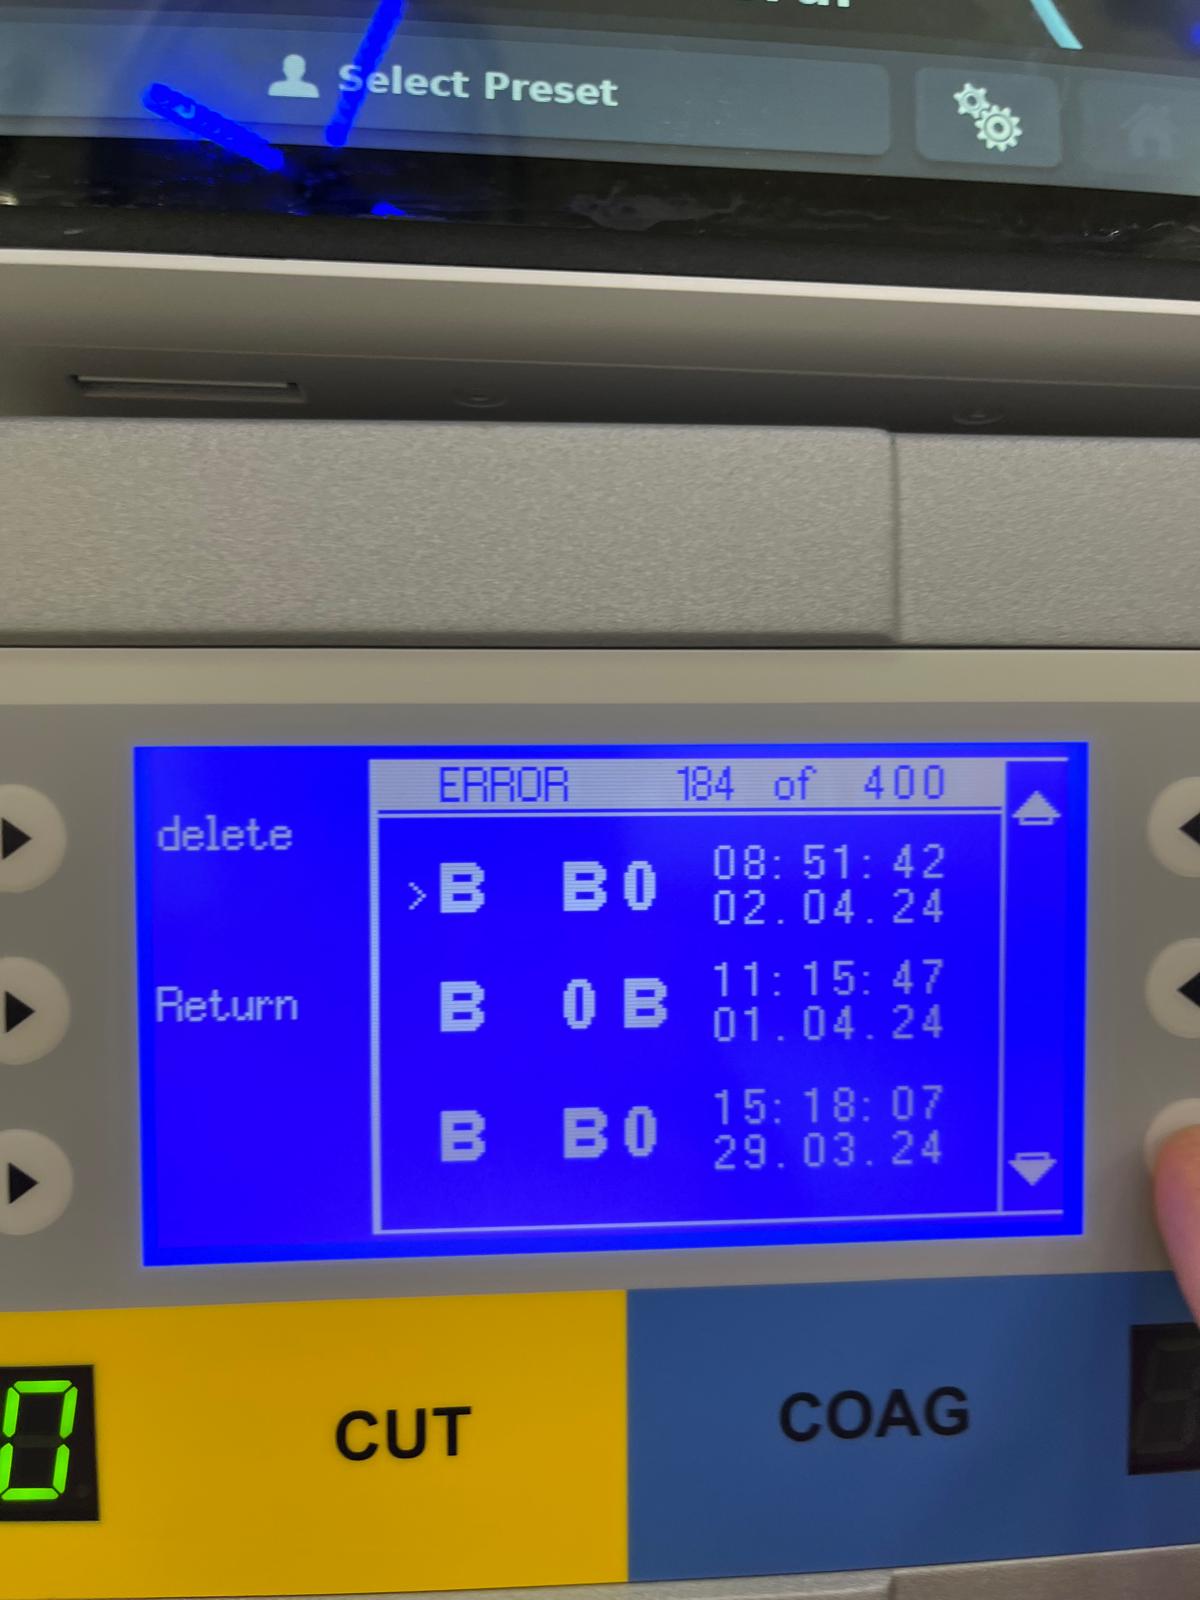 Select Preset
delete
Return
ERROR 184 of 400
>B B0 08:51:42
02.04.24
B 0B 11:15:47
01.04.24
B B0 15:18:07
29.03.24
0
CUT
COAG